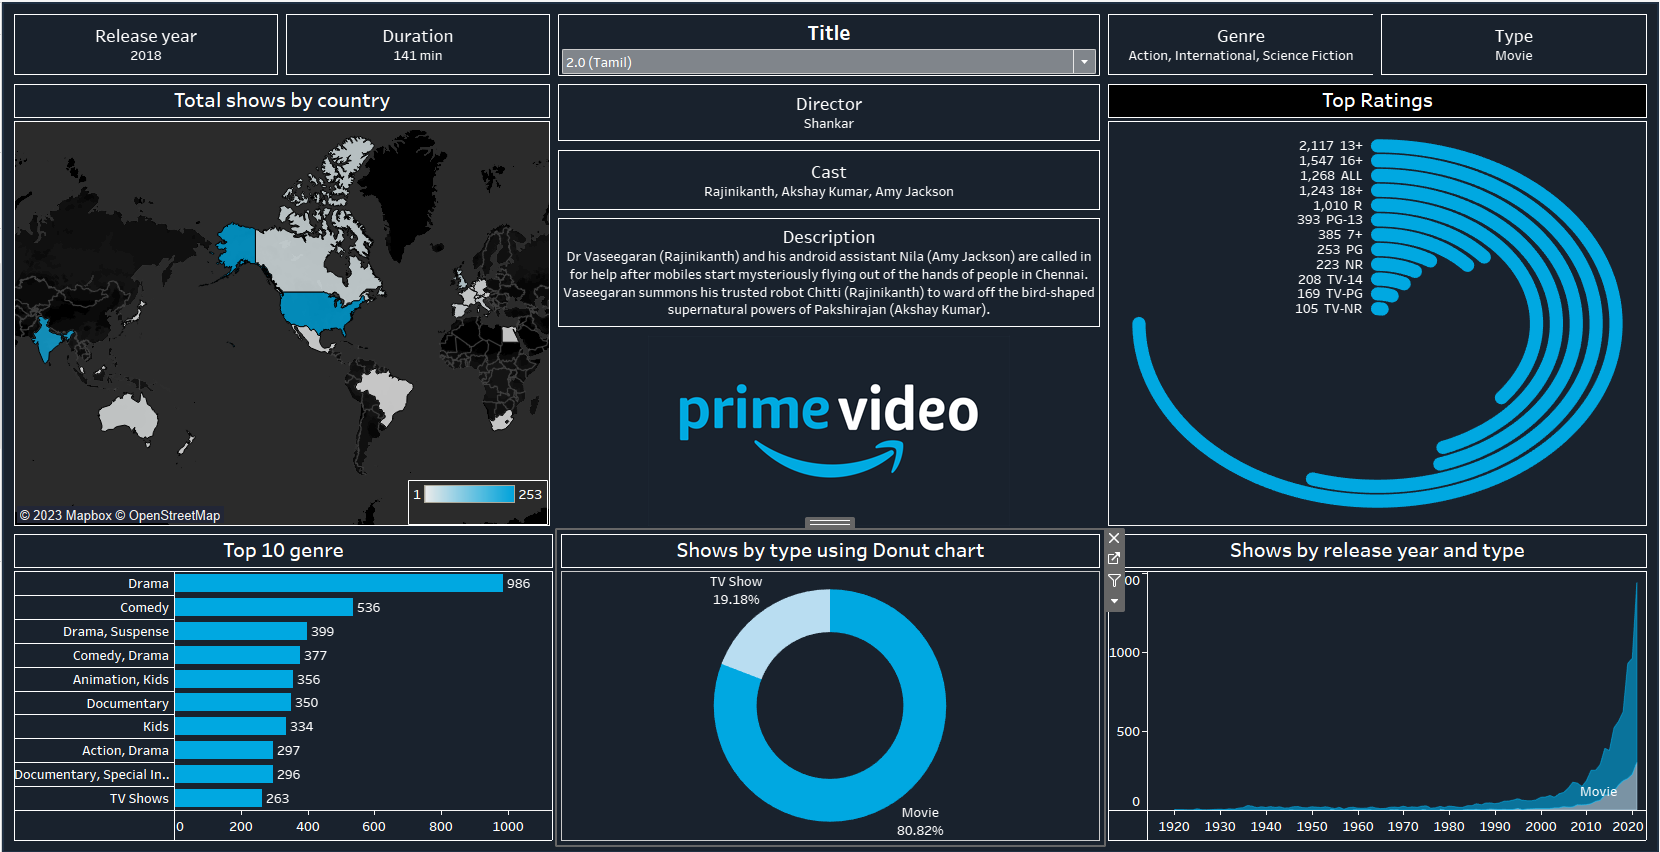 Release year
2018
Duration
141 min
Title
2.0 (Tamil)
Genre
Action, International, Science Fiction
Type
Movie
Total shows by country
© 2023 Mapbox © OpenStreetMap
1
253
Director
Shankar
Cast
Rajinikanth, Akshay Kumar, Amy Jackson
Description
Dr Vaseegaran (Rajinikanth) and his android assistant Nila (Amy Jackson) are called in
for help after mobiles start mysteriously flying out of the hands of people in Chennai.
Vaseegaran summons his trusted robot Chitti (Rajinikanth) to ward off the bird-shaped
supernatural powers of Pakshirajan (Akshay Kumar).
prime video
Top Ratings
2,117 13+
1,547 16+
1,268 ALL
1,243 18+
1,010 R
393 PG-13
385 7+
253 PG
223 NR
208 TV-14
169 TV-PG
105 TV-NR
Top 10 genre
Drama 986
Comedy 536
Drama, Suspense 399
Comedy, Drama 377
Animation, Kids 356
Documentary 350
Kids 334
Action, Drama 297
Documentary, Special In.. 296
TV Shows 263
0 200 400 600 800 1000
Shows by type using Donut chart
TV Show
19.18%
Movie
80.82%
Shows by release year and type
00
1000
500
0
Movie
1920 1930 1940 1950 1960 1970 1980 1990 2000 2010 2020